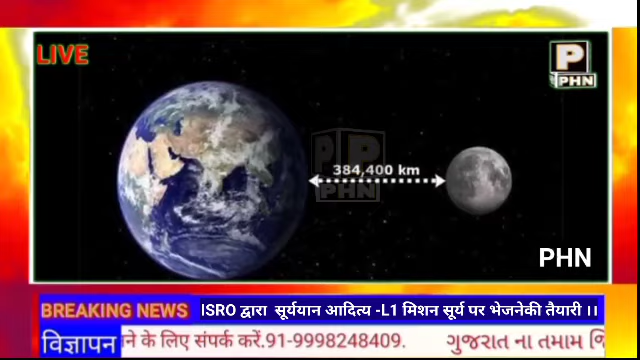 LIVE
P
PHN
384,400 km
P
PHN
PHN
BREAKING NEWS ISRO द्वारा सूर्ययान आदित्य -L1 मिशन सूर्य पर भेजनेकी तैयारी ।।
विज्ञापन ने के लिए संपर्क करें.91-9998248409. ગુજરાત ના તમામ જિ